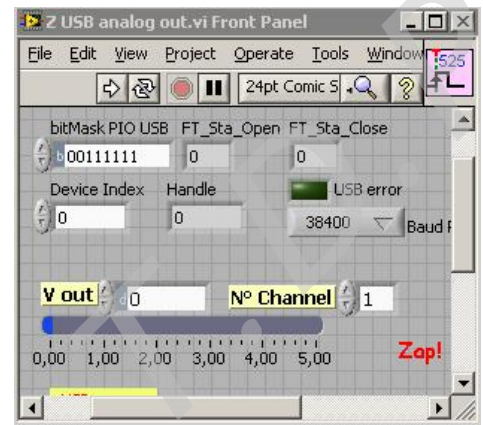 Z USB analog out.vi Front Panel
File Edit View Project Operate Tools Window
24pt Comic S
525
bitMask PIO USB FT_Sta_Open FT_Sta_Close
b 00111111 0 0
Device Index Handle USB error
0 0 38400 Baud
V out d 0 Nº Channel 1
0,00 1,00 2,00 3,00 4,00 5,00
Zap!